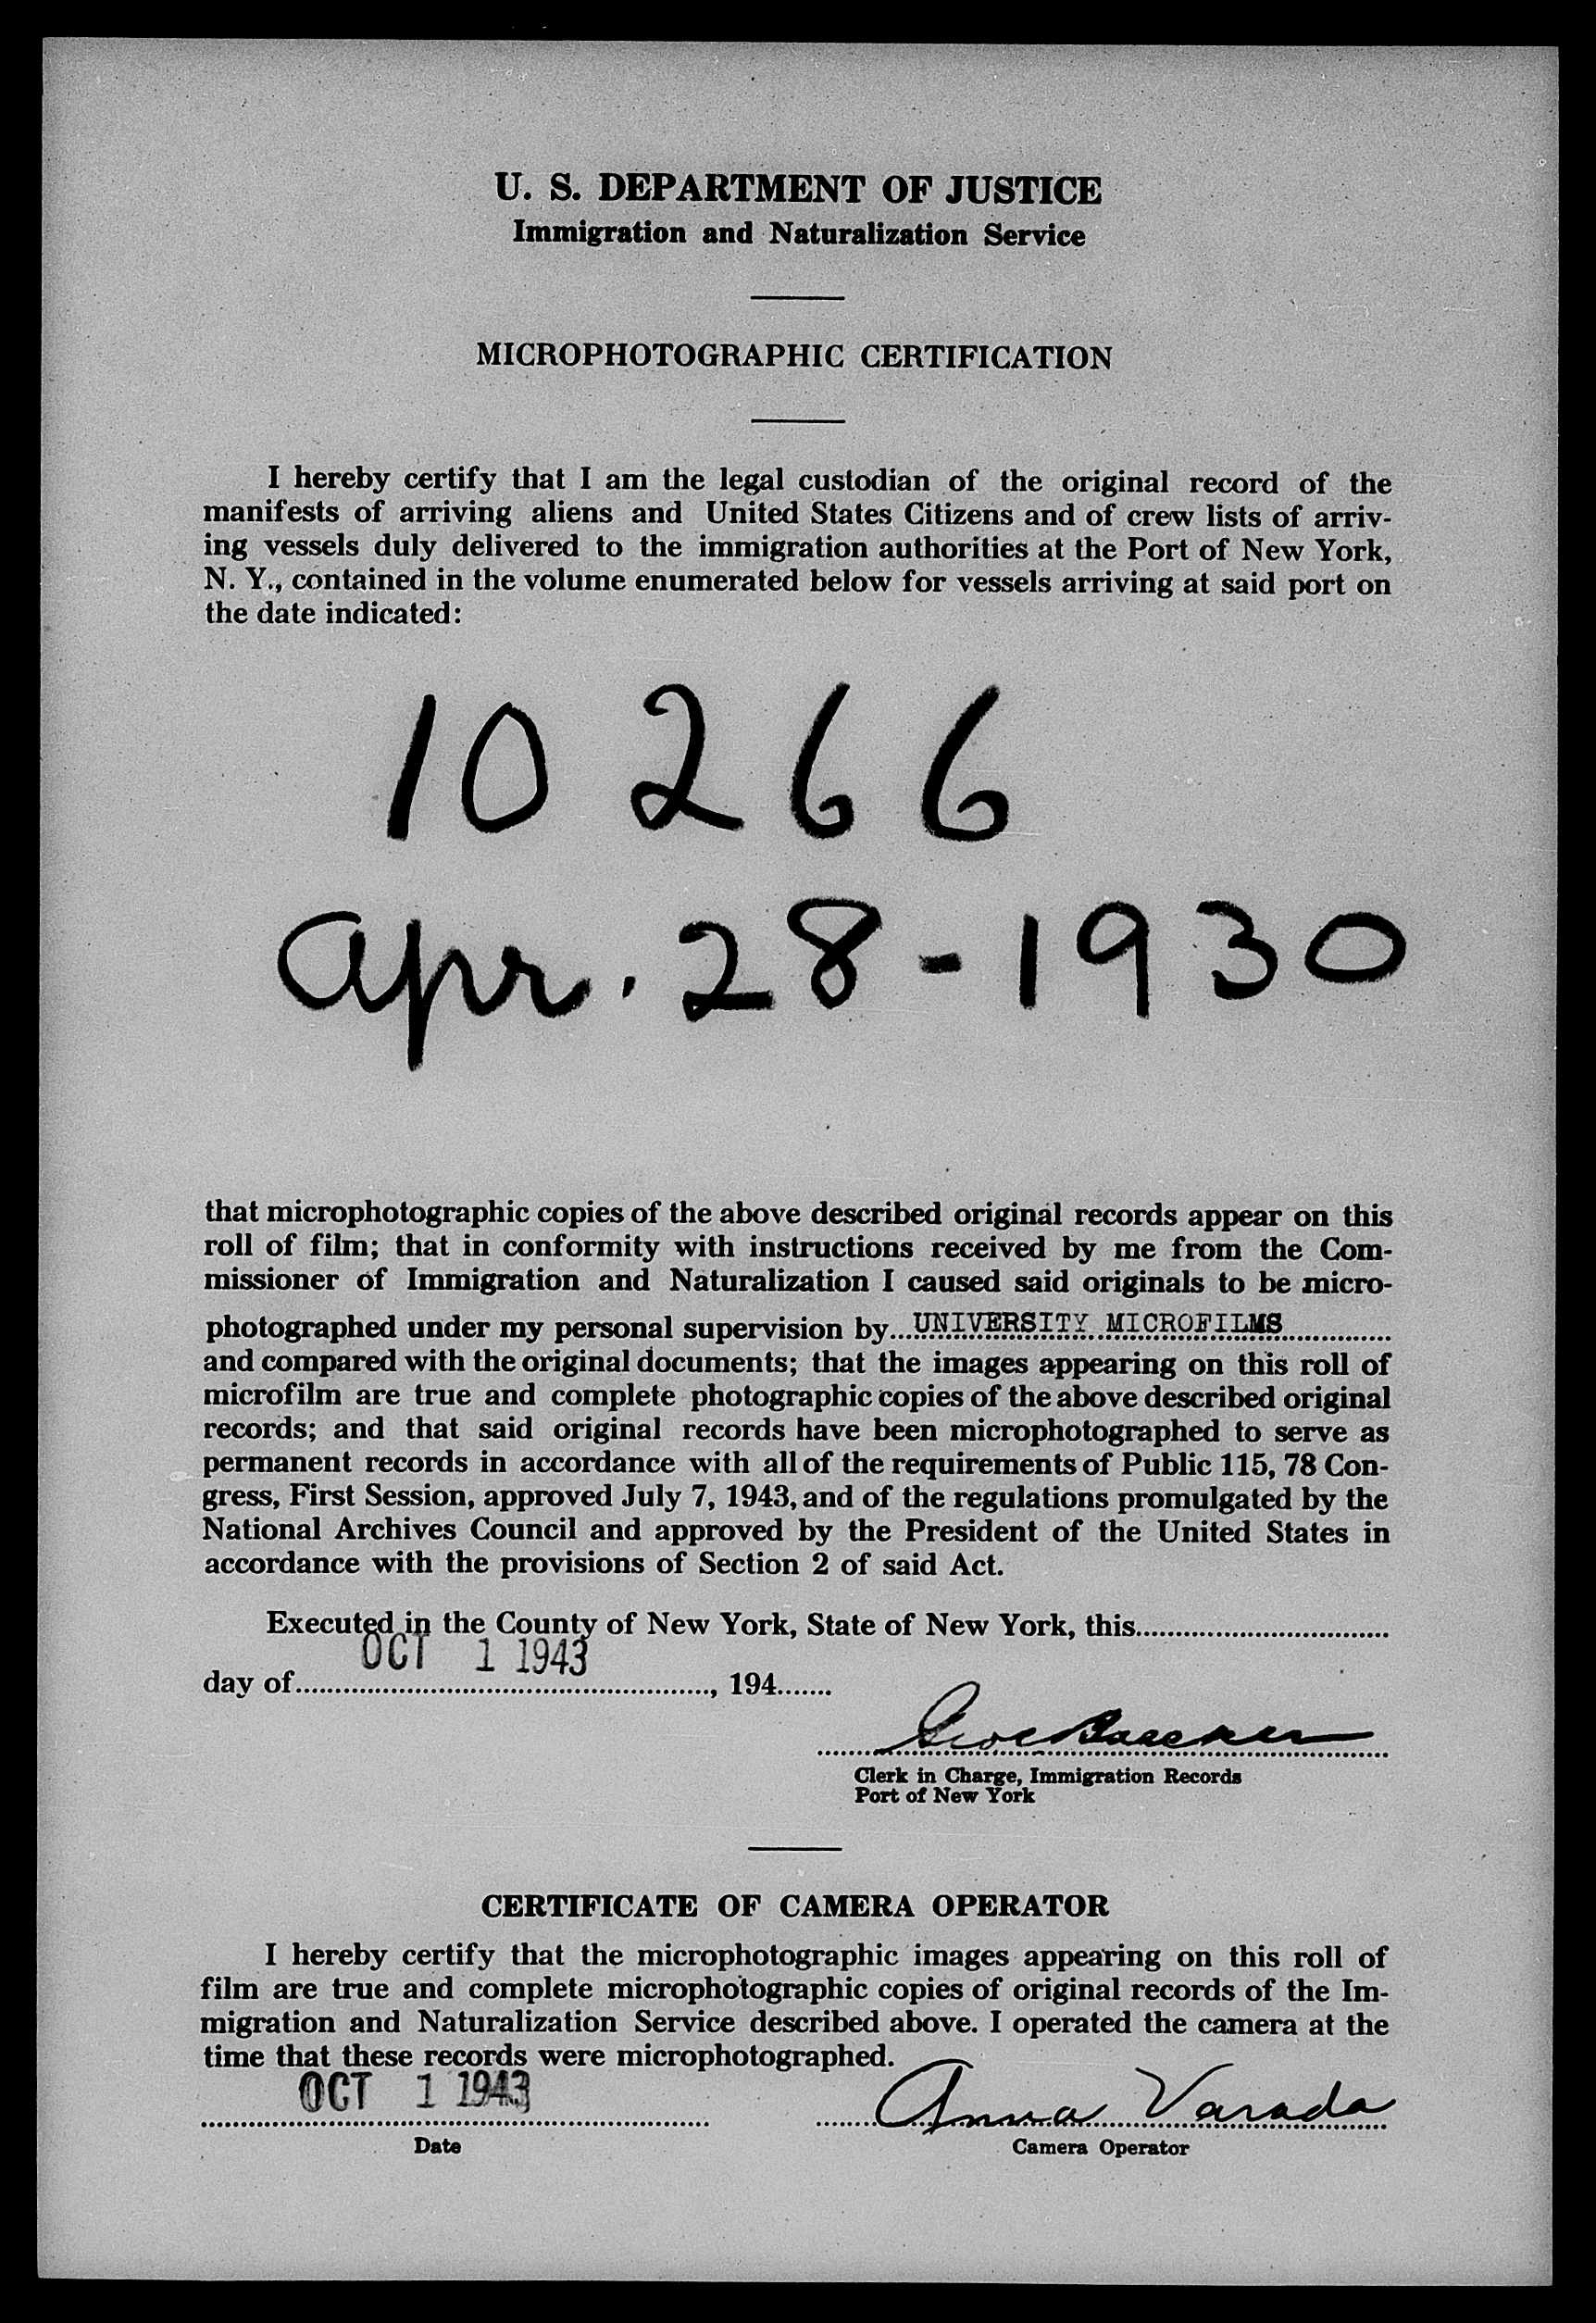 U. S. DEPARTMENT OF JUSTICE
Immigration and Naturalization Service
MICROPHOTOGRAPHIC CERTIFICATION
I hereby certify that I am the legal custodian of the original record of the
manifests of arriving aliens and United States Citizens and of crew lists of arriv-
ing vessels duly delivered to the immigration authorities at the Port of New York,
N. Y., contained in the volume enumerated below for vessels arriving at said port on
the date indicated:
10266
Apr. 28-1930
that microphotographic copies of the above described original records appear on this
roll of film; that in conformity with instructions received by me from the Com-
missioner of Immigration and Naturalization I caused said originals to be micro-
photographed under my personal supervision by...UNIVERSITY MICROFILMS...
and compared with the original documents; that the images appearing on this roll of
microfilm are true and complete photographic copies of the above described original
records; and that said original records have been microphotographed to serve as
permanent records in accordance with all of the requirements of Public 115, 78 Con-
gress, First Session, approved July 7, 1943, and of the regulations promulgated by the
National Archives Council and approved by the President of the United States in
accordance with the provisions of Section 2 of said Act.
Executed in the County of New York, State of New York, this...
OCT 1 1943
day of..., 194...
Clerk in Charge, Immigration Records
Port of New York
CERTIFICATE OF CAMERA OPERATOR
I hereby certify that the microphotographic images appearing on this roll of
film are true and complete microphotographic copies of original records of the Im-
migration and Naturalization Service described above. I operated the camera at the
time that these records were microphotographed.
OCT 1 1943 Anna Varada
Date Camera Operator